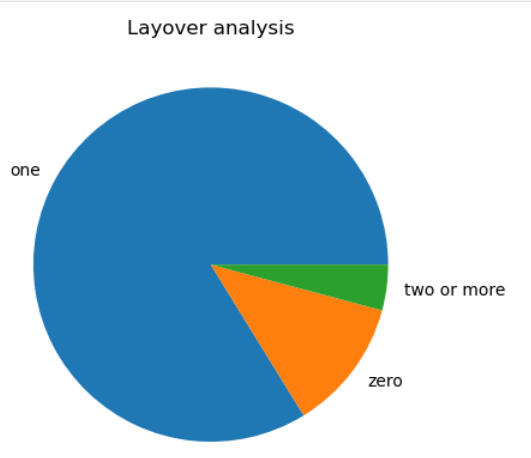 Layover analysis
one
two or more
zero